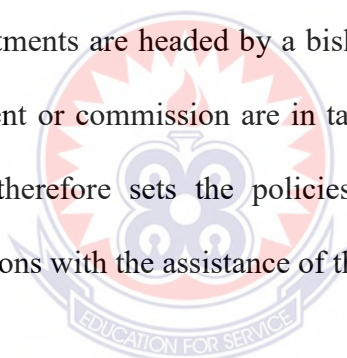 tments are headed by a bish
ent or commission are in ta
therefore sets the policies
ons with the assistance of th
EDUCATION FOR SERVICE